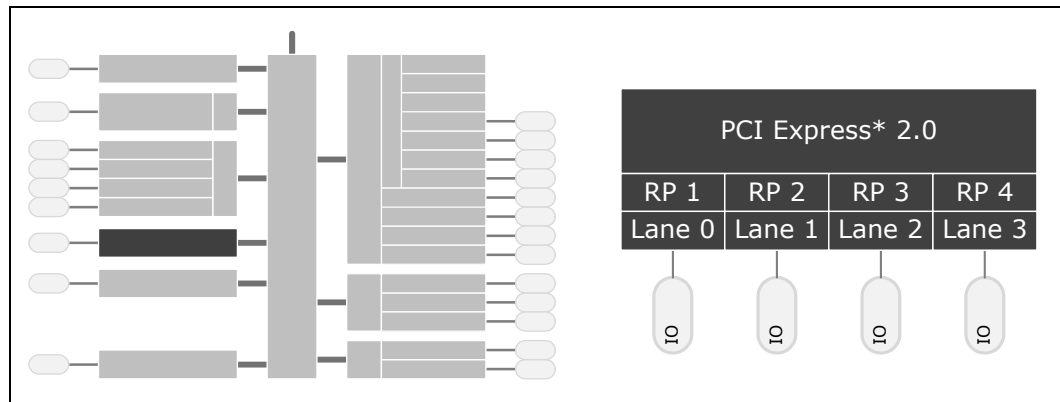 PCI Express* 2.0
RP 1 RP 2 RP 3 RP 4
Lane 0 Lane 1 Lane 2 Lane 3
IO IO IO IO